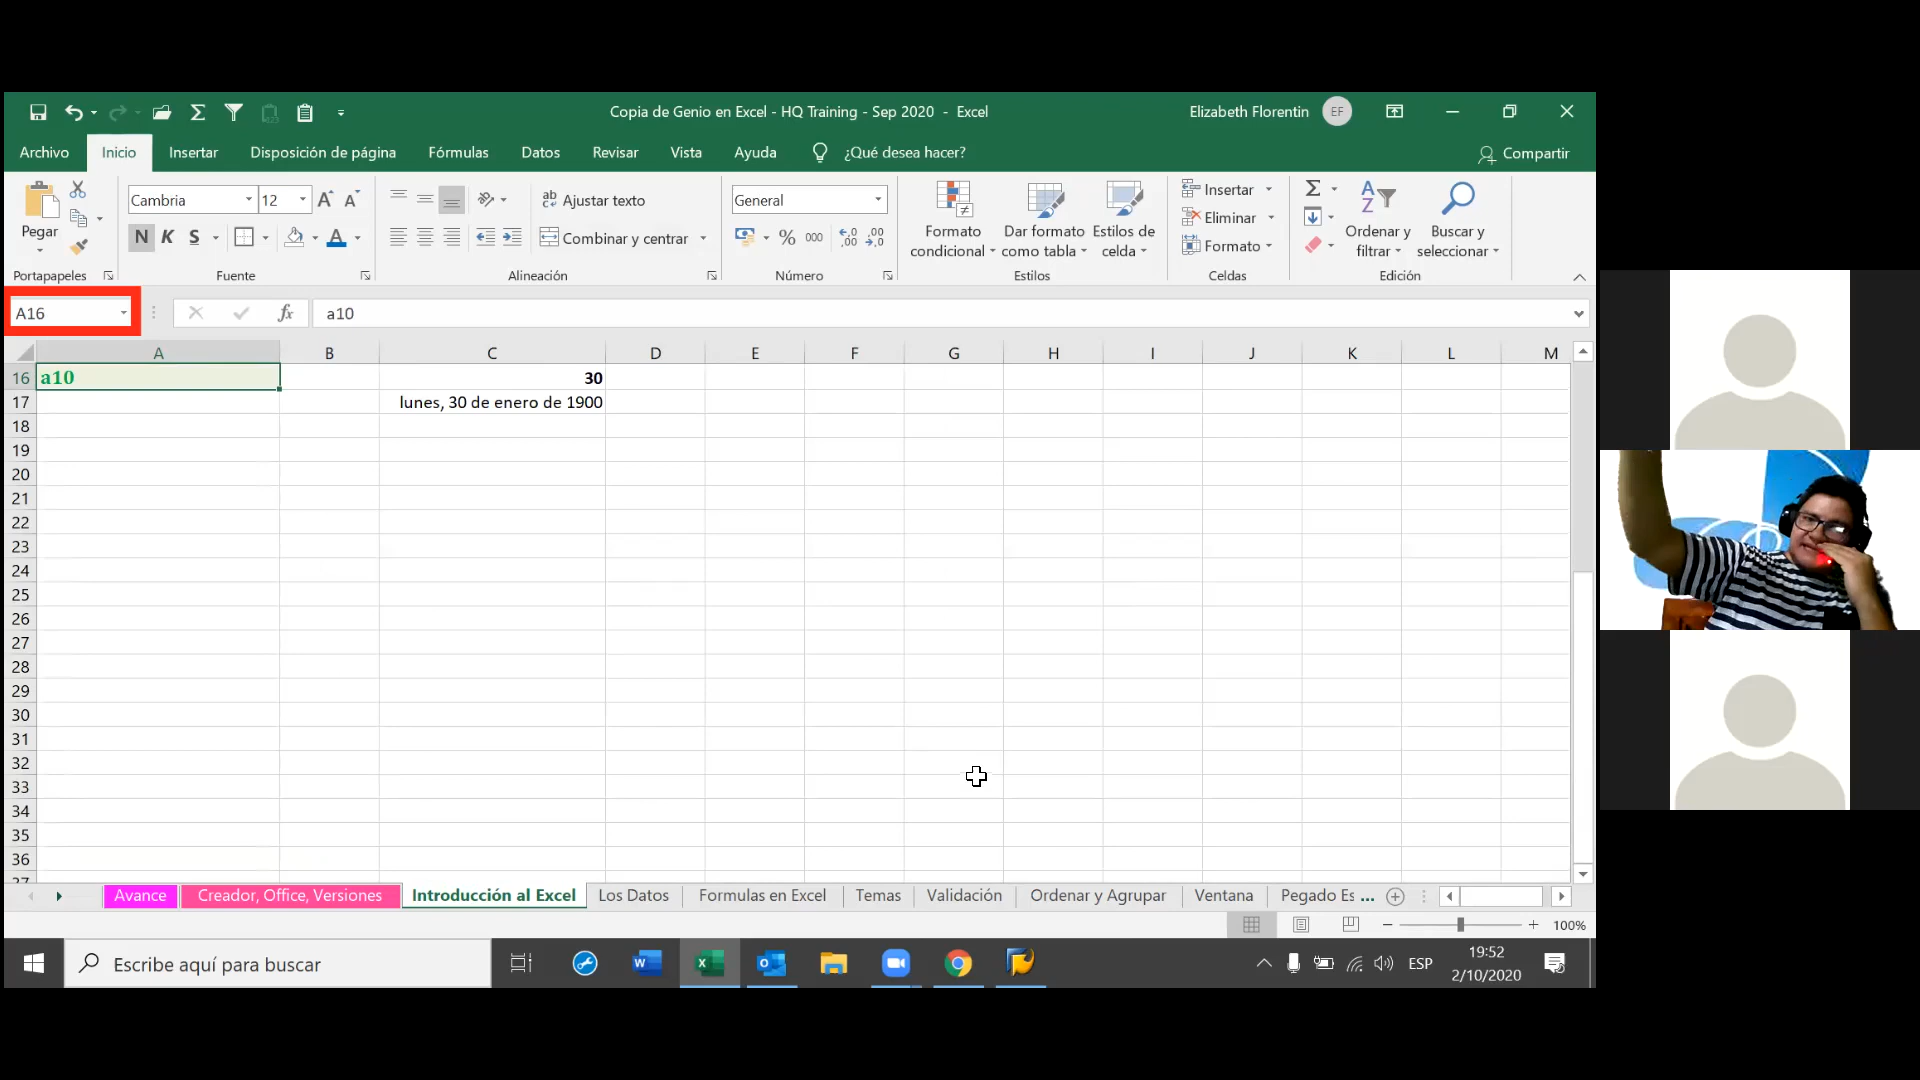 Copia de Genio en Excel - HQ Training - Sep 2020 - Excel
Elizabeth Florentin EF
Archivo Inicio Insertar Disposición de página Fórmulas Datos Revisar Vista Ayuda ¿Qué desea hacer? Compartir
Pegar
Portapapeles
Cambria 12
N K S
Fuente
Ajustar texto
Combinar y centrar
Alineación
General
% 000
Número
Formato condicional
Dar formato como tabla
Estilos de celda
Estilos
Insertar
Eliminar
Formato
Celdas
Ordenar y filtrar
Buscar y seleccionar
Edición
A16 fx a10
A B C D E F G H I J K L M
16 a10 30
17 lunes, 30 de enero de 1900
18
19
20
21
22
23
24
25
26
27
28
29
30
31
32
33
34
35
36
37
Avance Creador, Office, Versiones Introducción al Excel Los Datos Formulas en Excel Temas Validación Ordenar y Agrupar Ventana Pegado Es ...
100%
Escribe aquí para buscar
ESP
19:52
2/10/2020